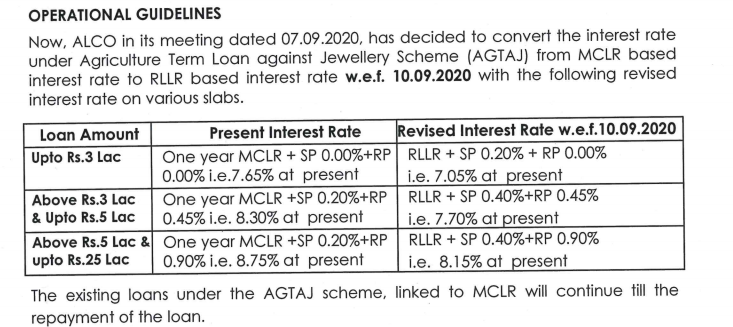 OPERATIONAL GUIDELINES
Now, ALCO in its meeting dated 07.09.2020, has decided to convert the interest rate
under Agriculture Term Loan against Jewellery Scheme (AGTAJ) from MCLR based
interest rate to RLLR based interest rate w.e.f. 10.09.2020 with the following revised
interest rate on various slabs.
Loan Amount Present Interest Rate Revised Interest Rate w.e.f.10.09.2020
Upto Rs.3 Lac One year MCLR + SP 0.00%+RP RLLR + SP 0.20% + RP 0.00%
0.00% i.e.7.65% at present i.e. 7.05% at present
Above Rs.3 Lac One year MCLR +SP 0.20%+RP RLLR + SP 0.40%+RP 0.45%
& Upto Rs.5 Lac 0.45% i.e. 8.30% at present i.e. 7.70% at present
Above Rs.5 Lac & One year MCLR +SP 0.20%+RP RLLR + SP 0.40%+RP 0.90%
upto Rs.25 Lac 0.90% i.e. 8.75% at present i.e. 8.15% at present
The existing loans under the AGTAJ scheme, linked to MCLR will continue till the
repayment of the loan.